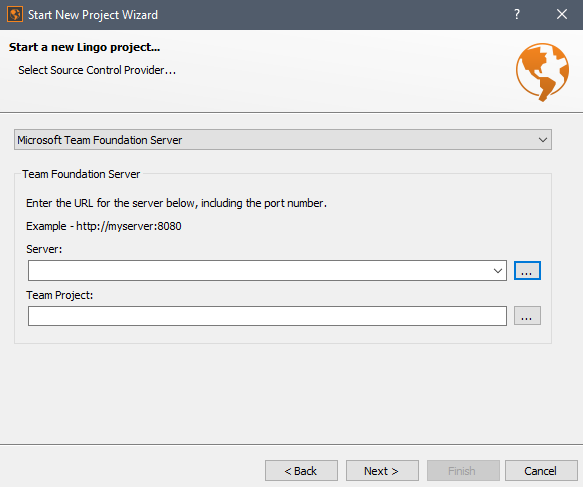 Start New Project Wizard
?
Start a new Lingo project...
Select Source Control Provider...
Microsoft Team Foundation Server
Team Foundation Server
Enter the URL for the server below, including the port number.
Example - http://myserver:8080
Server:
...
Team Project:
...
< Back
Next >
Finish
Cancel